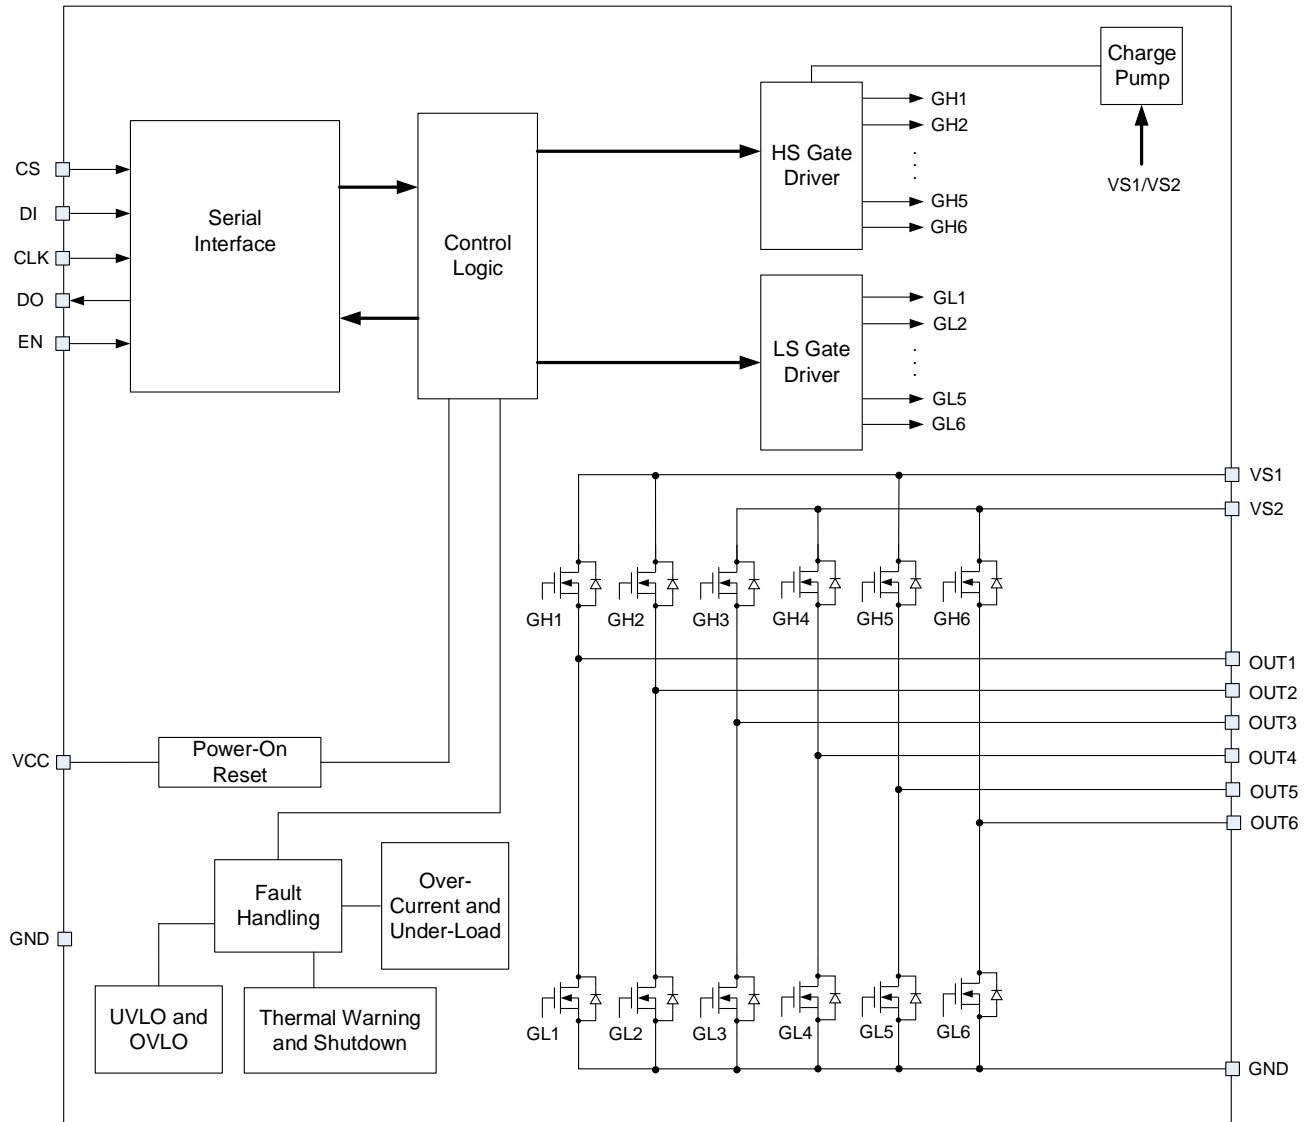 Charge
Pump
VS1/VS2
HS Gate
Driver
GH1
GH2
GH5
GH6
CS
DI
CLK
DO
EN
Serial
Interface
Control
Logic
LS Gate
Driver
GL1
GL2
GL5
GL6
VS1
VS2
GH1
GH2
GH3
GH4
GH5
GH6
OUT1
OUT2
OUT3
OUT4
OUT5
OUT6
VCC
Power-On
Reset
Fault
Handling
Over-
Current and
Under-Load
GND
UVLO and
OVLO
Thermal Warning
and Shutdown
GL1
GL2
GL3
GL4
GL5
GL6
GND